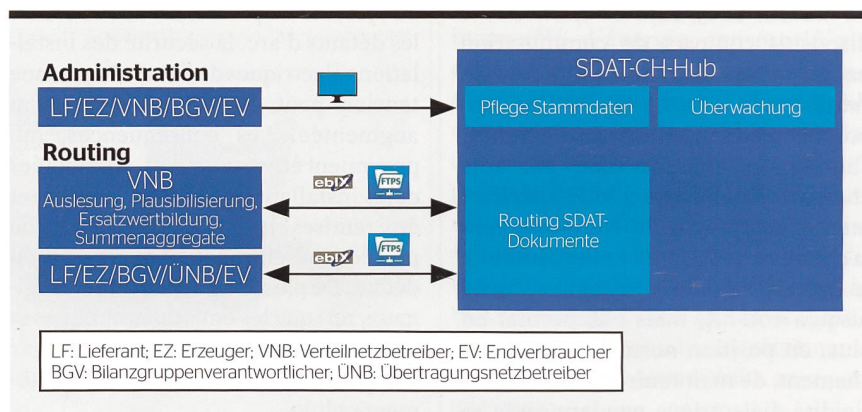 Administration
LF/EZ/VNB/BGV/EV
SDAT-CH-Hub
Pflege Stammdaten
Überwachung
Routing
VNB
Auslesung, Plausibilisierung,
Ersatzwertbildung,
Summenaggregate
ebIX
FTPS
Routing SDAT-
Dokumente
LF/EZ/BGV/ÜNB/EV
ebIX
FTPS
LF: Lieferant; EZ: Erzeuger; VNB: Verteilnetzbetreiber; EV: Endverbraucher
BGV: Bilanzgruppenverantwortlicher; ÜNB: Übertragungsnetzbetreiber